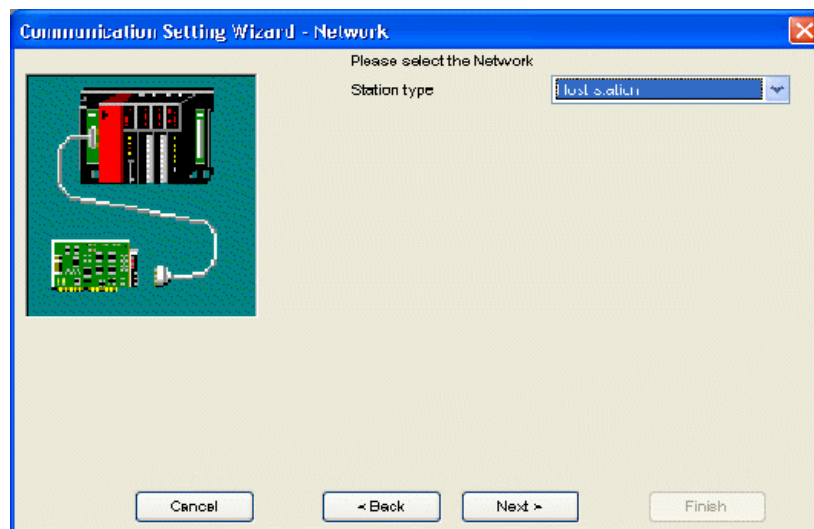 Communication Setting Wizard - Network
Please select the Network
Station type
Host station
Cancel
< Back
Next >
Finish